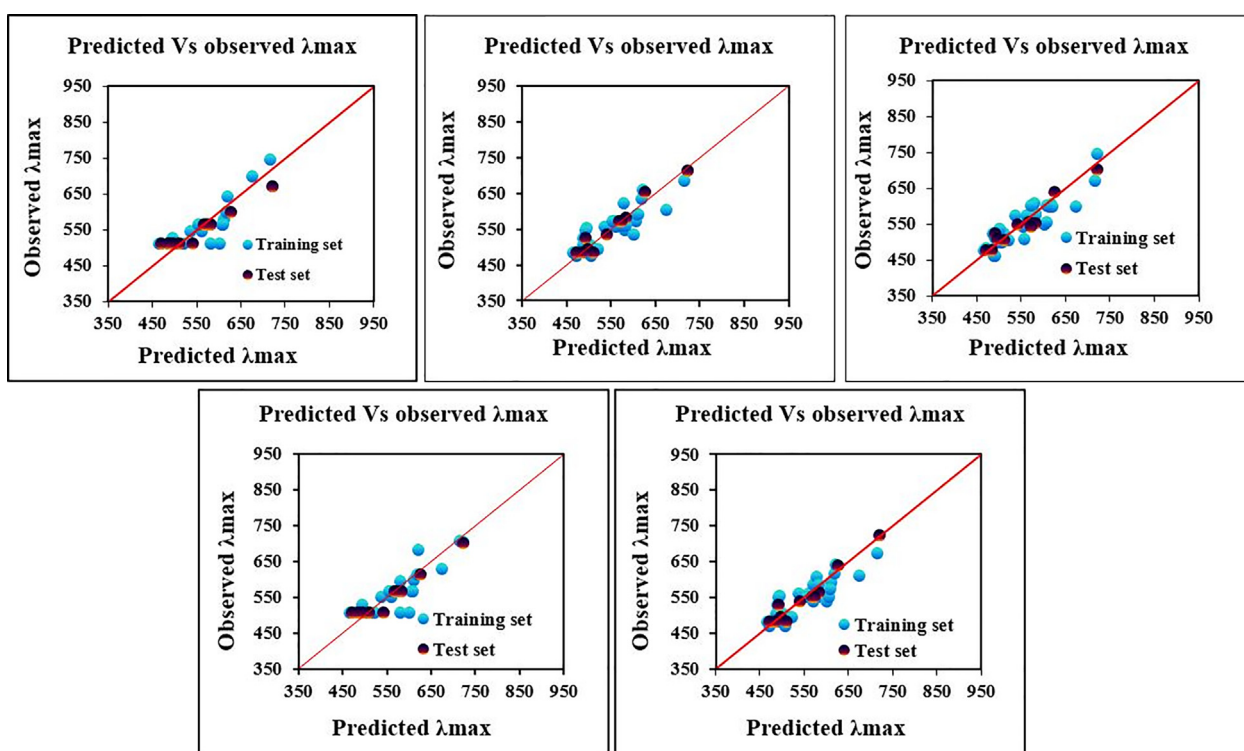 Predicted Vs observed λmax
950
850
750
650
550
450
350
Observed λmax
Training set
Test set
350 450 550 650 750 850 950
Predicted λmax
Predicted Vs observed λmax
950
850
750
650
550
450
350
Observed λmax
Training set
Test set
350 450 550 650 750 850 950
Predicted λmax
Predicted Vs observed λmax
950
850
750
650
550
450
350
Observed λmax
Training set
Test set
350 450 550 650 750 850 950
Predicted λmax
Predicted Vs observed λmax
950
850
750
650
550
450
350
Observed λmax
Training set
Test set
350 450 550 650 750 850 950
Predicted λmax
Predicted Vs observed λmax
950
850
750
650
550
450
350
Observed λmax
Training set
Test set
350 450 550 650 750 850 950
Predicted λmax